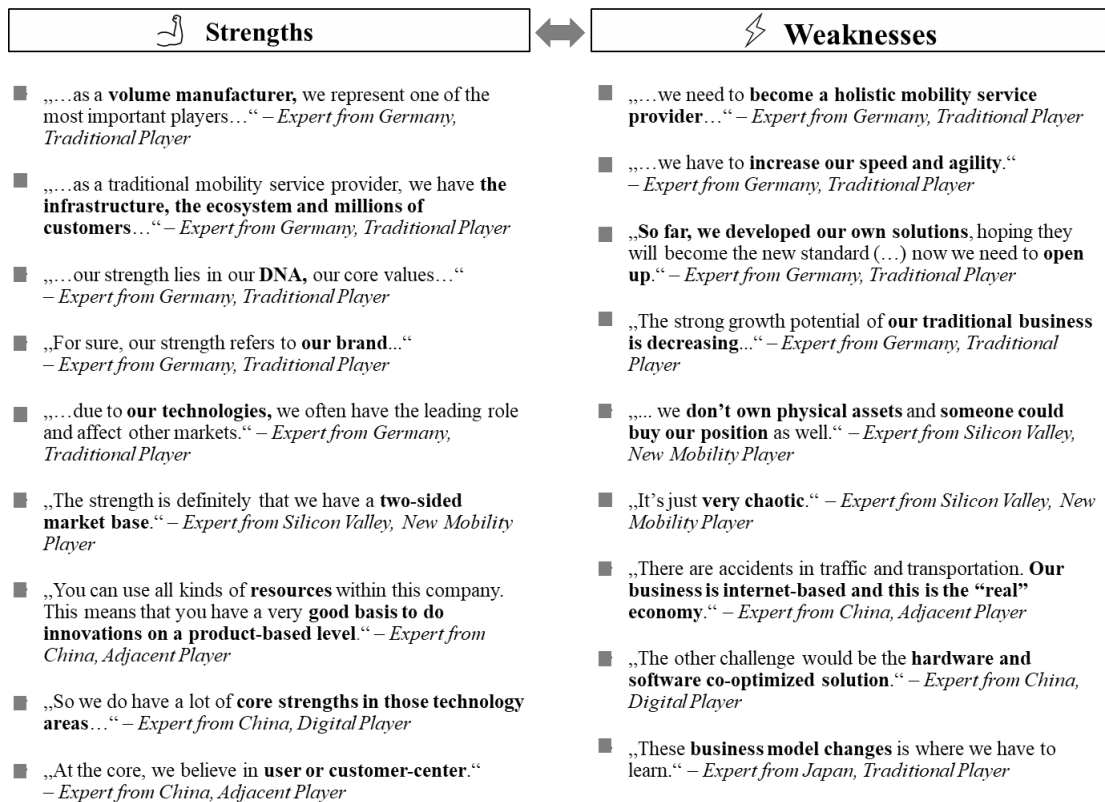 Strengths
„…as a volume manufacturer, we represent one of the
most important players…“ – Expert from Germany,
Traditional Player
„…as a traditional mobility service provider, we have the
infrastructure, the ecosystem and millions of
customers…“ – Expert from Germany, Traditional Player
„…our strength lies in our DNA, our core values…“
– Expert from Germany, Traditional Player
„For sure, our strength refers to our brand...“
– Expert from Germany, Traditional Player
„…due to our technologies, we often have the leading role
and affect other markets.“ – Expert from Germany,
Traditional Player
„The strength is definitely that we have a two-sided
market base.“ – Expert from Silicon Valley, New Mobility
Player
„You can use all kinds of resources within this company.
This means that you have a very good basis to do
innovations on a product-based level.“ – Expert from
China, Adjacent Player
„So we do have a lot of core strengths in those technology
areas…“ – Expert from China, Digital Player
„At the core, we believe in user or customer-center.“
– Expert from China, Adjacent Player
Weaknesses
„…we need to become a holistic mobility service
provider…“ – Expert from Germany, Traditional Player
„…we have to increase our speed and agility.“
– Expert from Germany, Traditional Player
„So far, we developed our own solutions, hoping they
will become the new standard (…) now we need to open
up.“ – Expert from Germany, Traditional Player
„The strong growth potential of our traditional business
is decreasing...“ – Expert from Germany, Traditional
Player
„... we don’t own physical assets and someone could
buy our position as well.“ – Expert from Silicon Valley,
New Mobility Player
„It’s just very chaotic.“ – Expert from Silicon Valley, New
Mobility Player
„There are accidents in traffic and transportation. Our
business is internet-based and this is the “real”
economy.“ – Expert from China, Adjacent Player
„The other challenge would be the hardware and
software co-optimized solution.“ – Expert from China,
Digital Player
„These business model changes is where we have to
learn.“ – Expert from Japan, Traditional Player